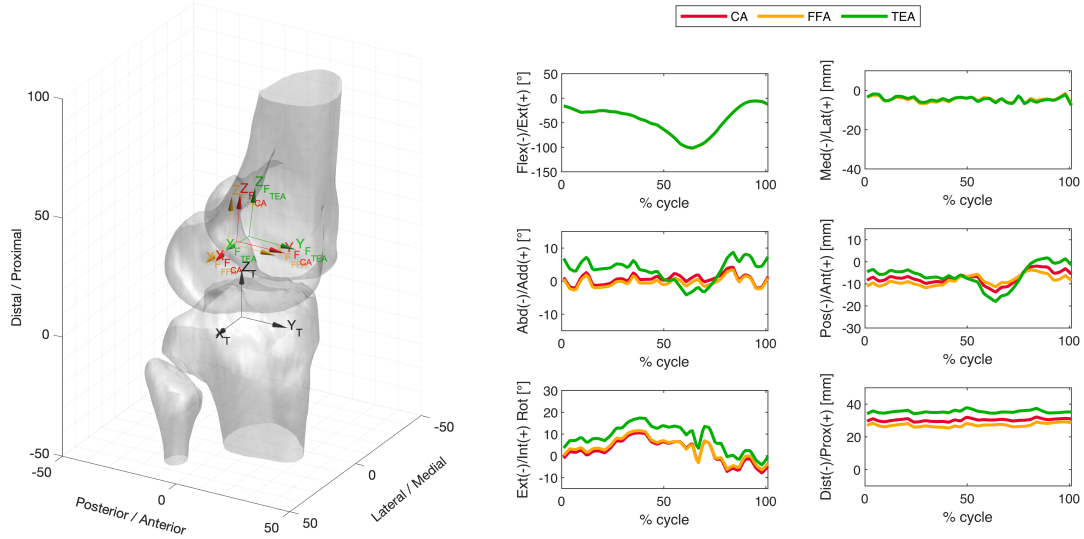 CA FFA TEA
100
50
0
-50
Distal / Proximal
-50
0
50
Posterior / Anterior
50
0
-50
Lateral / Medial
Z F CA
Z F TEA
X F TEA
X F CA
Y F CA
Y F TEA
Z T
X T
Y T
50
0
-50
-100
-150
Flex(-)/Ext(+) [°]
0 50 100
% cycle
0
-20
-40
Med(-)/Lat(+) [mm]
0 50 100
% cycle
10
0
-10
Abd(-)/Add(+) [°]
0 50 100
% cycle
10
0
-10
-20
-30
Pos(-)/Ant(+) [mm]
0 50 100
% cycle
30
20
10
0
-10
Ext(-)/Int(+) Rot [°]
0 50 100
% cycle
40
20
0
Dist(-)/Prox(+) [mm]
0 50 100
% cycle